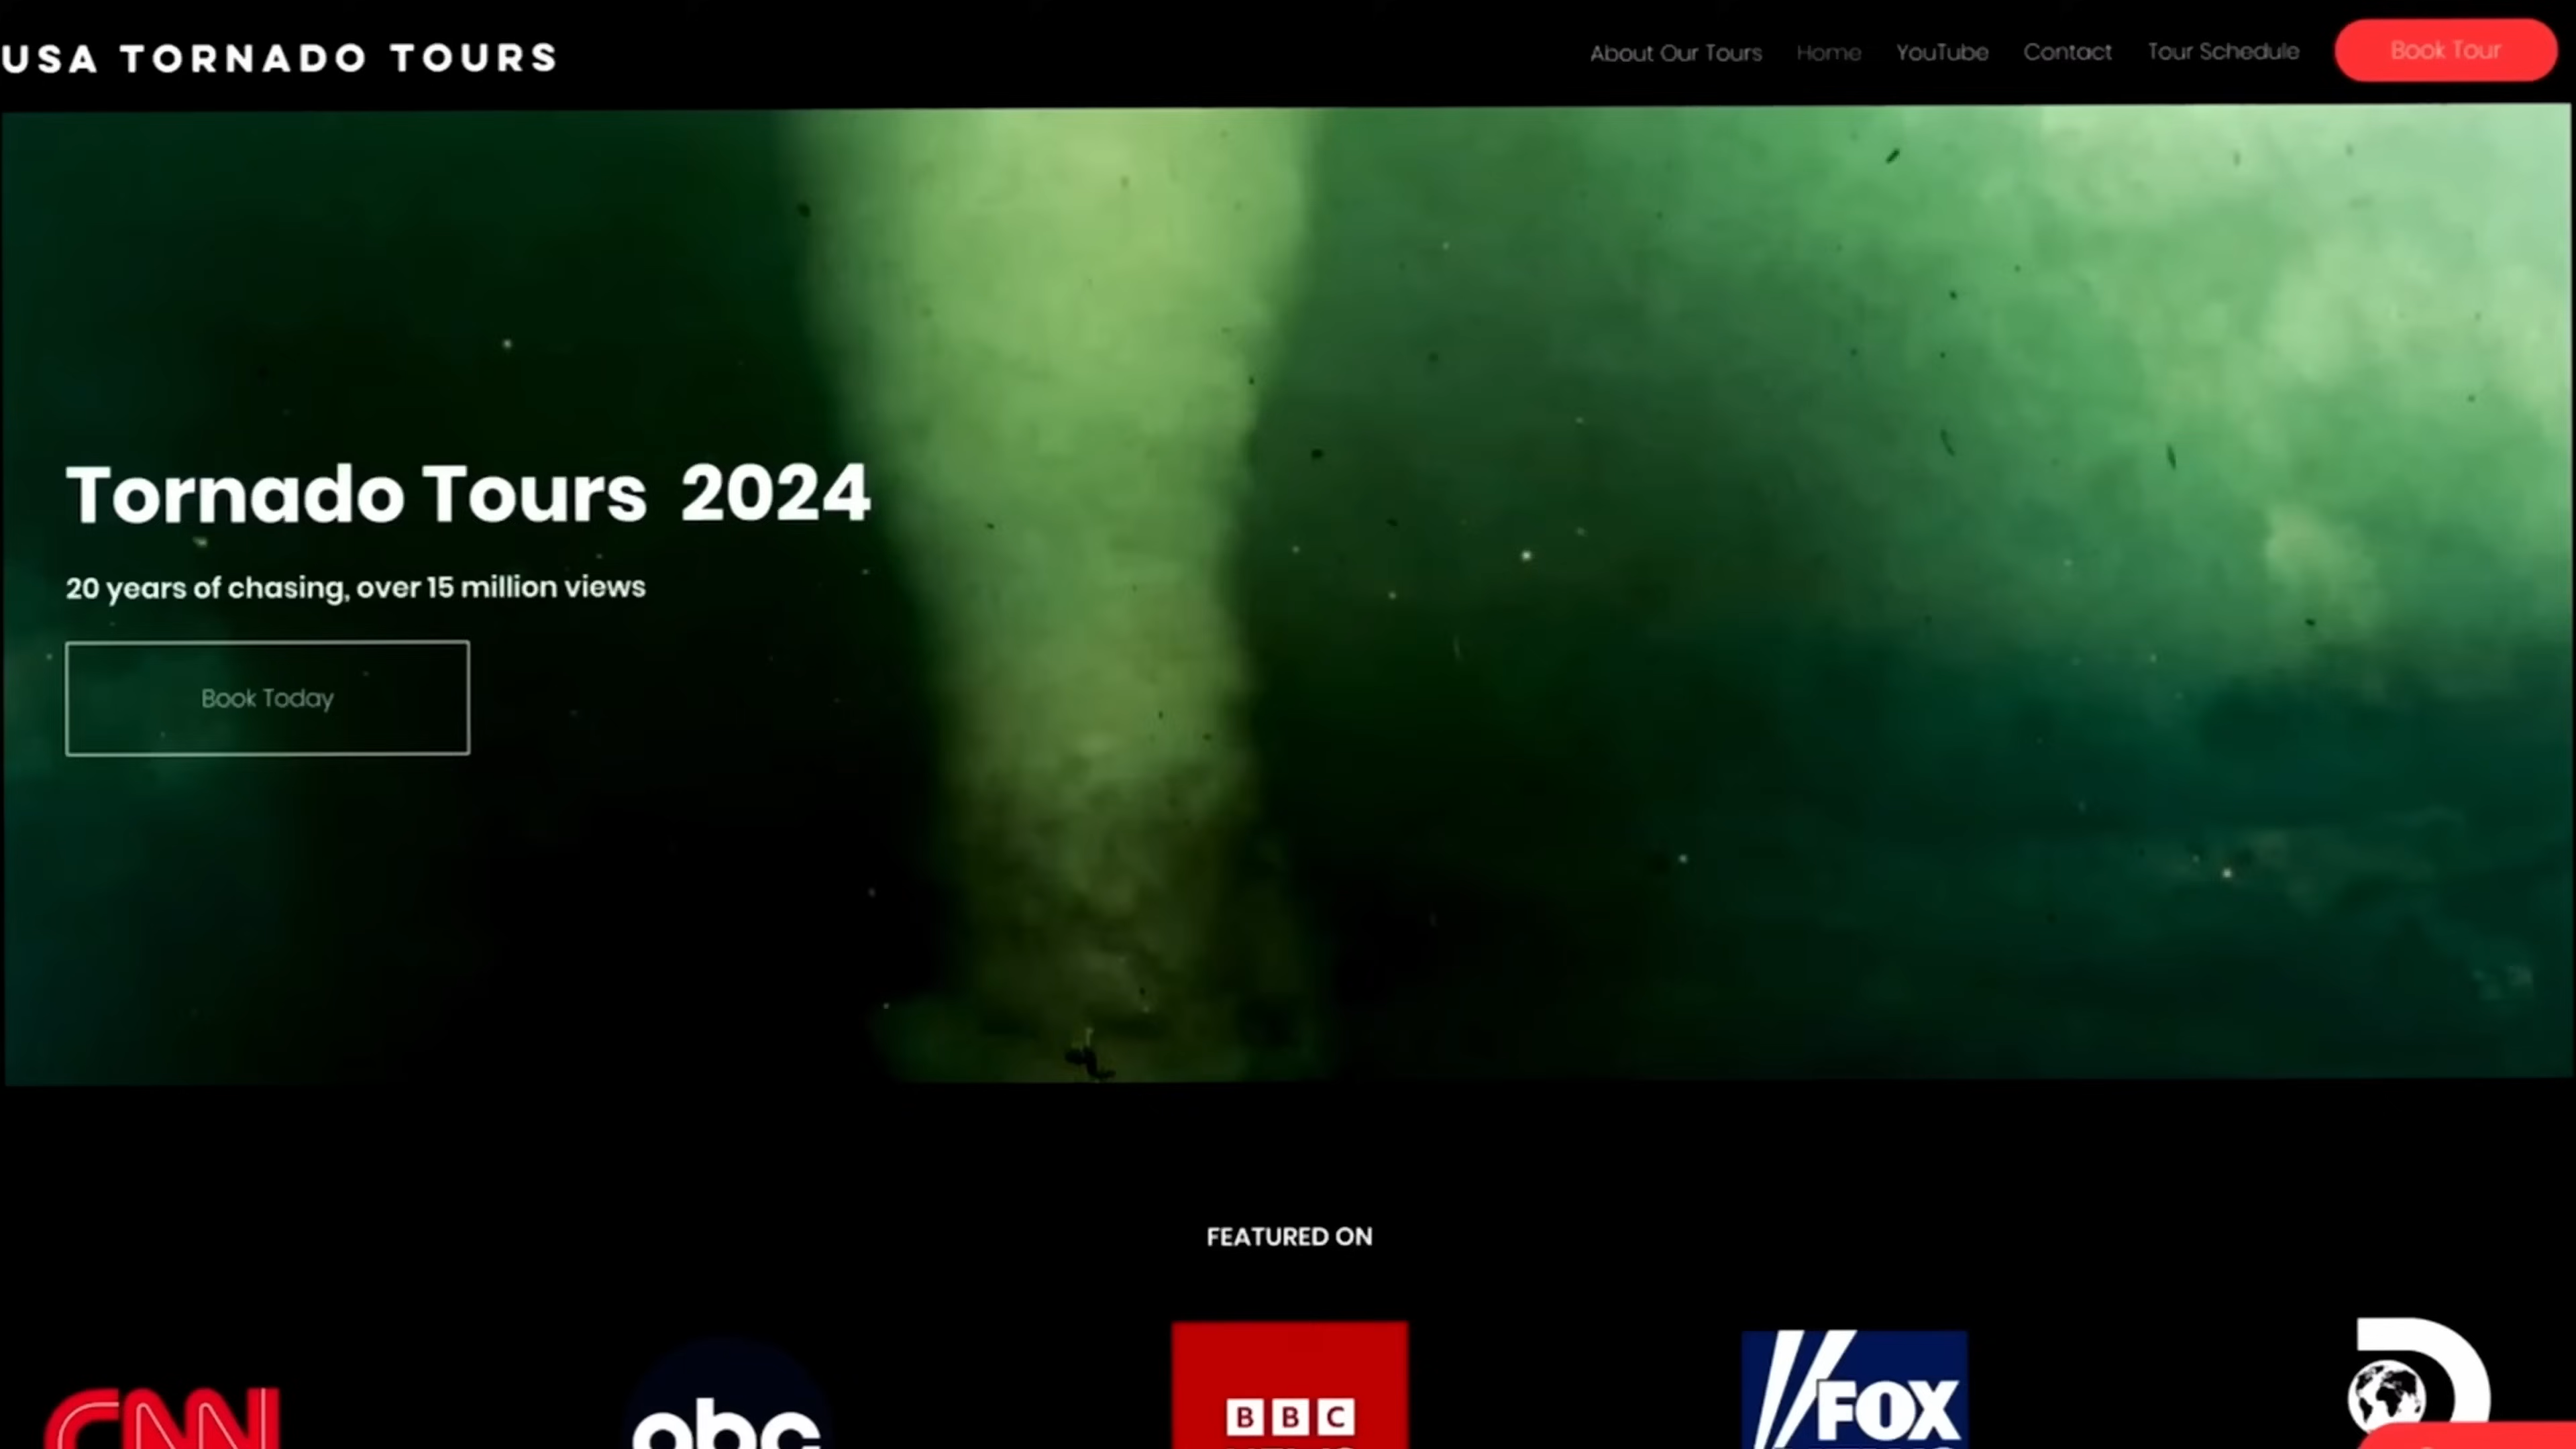 USA TORNADO TOURS
About Our Tours Home YouTube Contact Tour Schedule Book Tour
Tornado Tours 2024
20 years of chasing, over 15 million views
Book Today
FEATURED ON
CNN abc BBC FOX